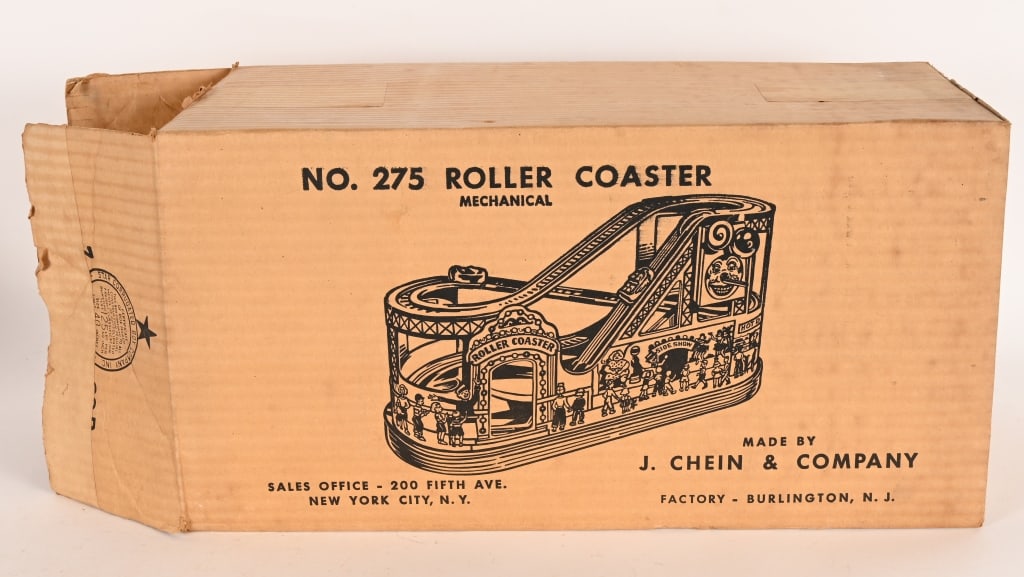 NO. 275 ROLLER COASTER
MECHANICAL
ROLLER COASTER
SIDE SHOW
HOT
MADE BY
J. CHEIN & COMPANY
SALES OFFICE - 200 FIFTH AVE.
NEW YORK CITY, N.Y.
FACTORY - BURLINGTON, N. J.